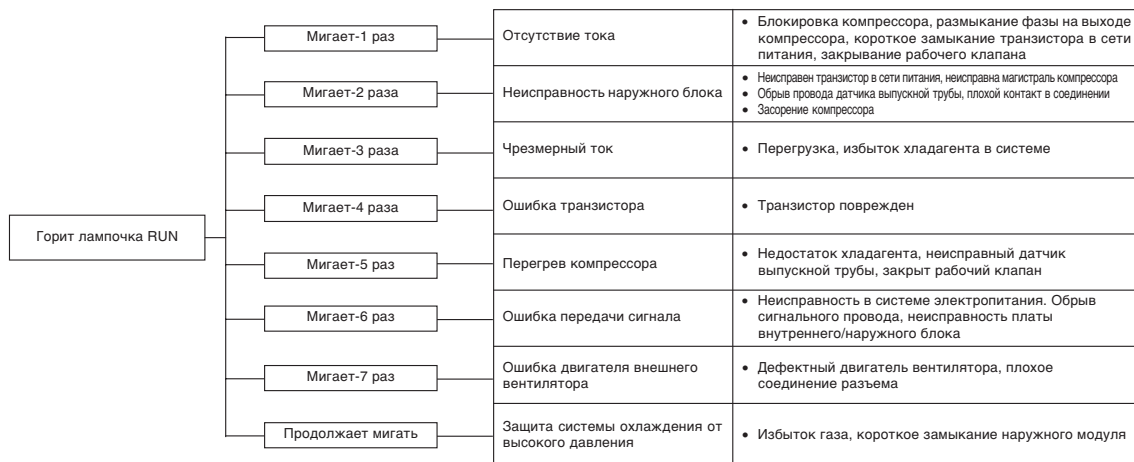 Горит лампочка RUN
Мигает-1 раз
Отсутствие тока
• Блокировка компрессора, размыкание фазы на выходе
компрессора, короткое замыкание транзистора в сети
питания, закрывание рабочего клапана
Мигает-2 раза
Неисправность наружного блока
• Неисправен транзистор в сети питания, неисправна магистраль компрессора
• Обрыв провода датчика выпускной трубы, плохой контакт в соединении
• Засорение компрессора
Мигает-3 раза
Чрезмерный ток
• Перегрузка, избыток хладагента в системе
Мигает-4 раза
Ошибка транзистора
• Транзистор поврежден
Мигает-5 раз
Перегрев компрессора
• Недостаток хладагента, неисправный датчик
выпускной трубы, закрыт рабочий клапан
Мигает-6 раз
Ошибка передачи сигнала
• Неисправность в системе электропитания. Обрыв
сигнального провода, неисправность платы
внутреннего/наружного блока
Мигает-7 раз
Ошибка двигателя внешнего
вентилятора
• Дефектный двигатель вентилятора, плохое
соединение разъема
Продолжает мигать
Защита системы охлаждения от
высокого давления
• Избыток газа, короткое замыкание наружного модуля